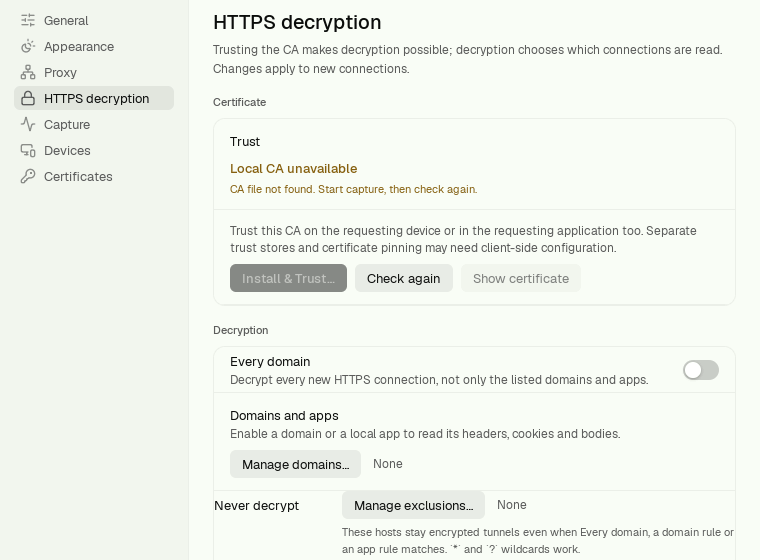 General
Appearance
Proxy
HTTPS decryption
Capture
Devices
Certificates
HTTPS decryption
Trusting the CA makes decryption possible; decryption chooses which connections are read.
Changes apply to new connections.
Certificate
Trust
Local CA unavailable
CA file not found. Start capture, then check again.
Trust this CA on the requesting device or in the requesting application too. Separate
trust stores and certificate pinning may need client-side configuration.
Install & Trust…
Check again
Show certificate
Decryption
Every domain
Decrypt every new HTTPS connection, not only the listed domains and apps.
Domains and apps
Enable a domain or a local app to read its headers, cookies and bodies.
Manage domains…
None
Never decrypt
Manage exclusions…
None
These hosts stay encrypted tunnels even when Every domain, a domain rule or
an app rule matches. `*` and `?` wildcards work.